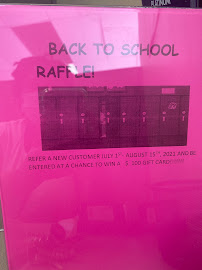 BACK TO SCHOOL
RAFFLE!
REFER A NEW CUSTOMER JULY 1ST- AUGUST 15TH, 2021 AND BE
ENTERED AT A CHANCE TO WIN A $ 100 GIFT CARD!